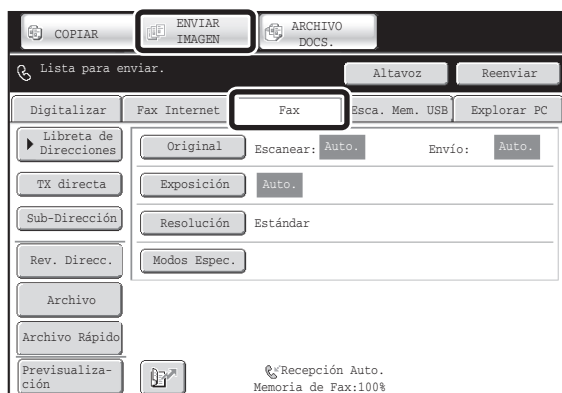 COPIAR
ENVIAR
IMAGEN
ARCHIVO
DOCS.
Lista para enviar.
Altavoz
Reenviar
Digitalizar
Fax Internet
Fax
Esca. Mem. USB
Explorar PC
Libreta de
Direcciones
Original
Escanear: Auto.
Envío: Auto.
TX directa
Exposición
Auto.
Sub-Dirección
Resolución
Estándar
Rev. Direcc.
Modos Espec.
Archivo
Archivo Rápido
Previsualiza-
ción
Recepción Auto.
Memoria de Fax:100%